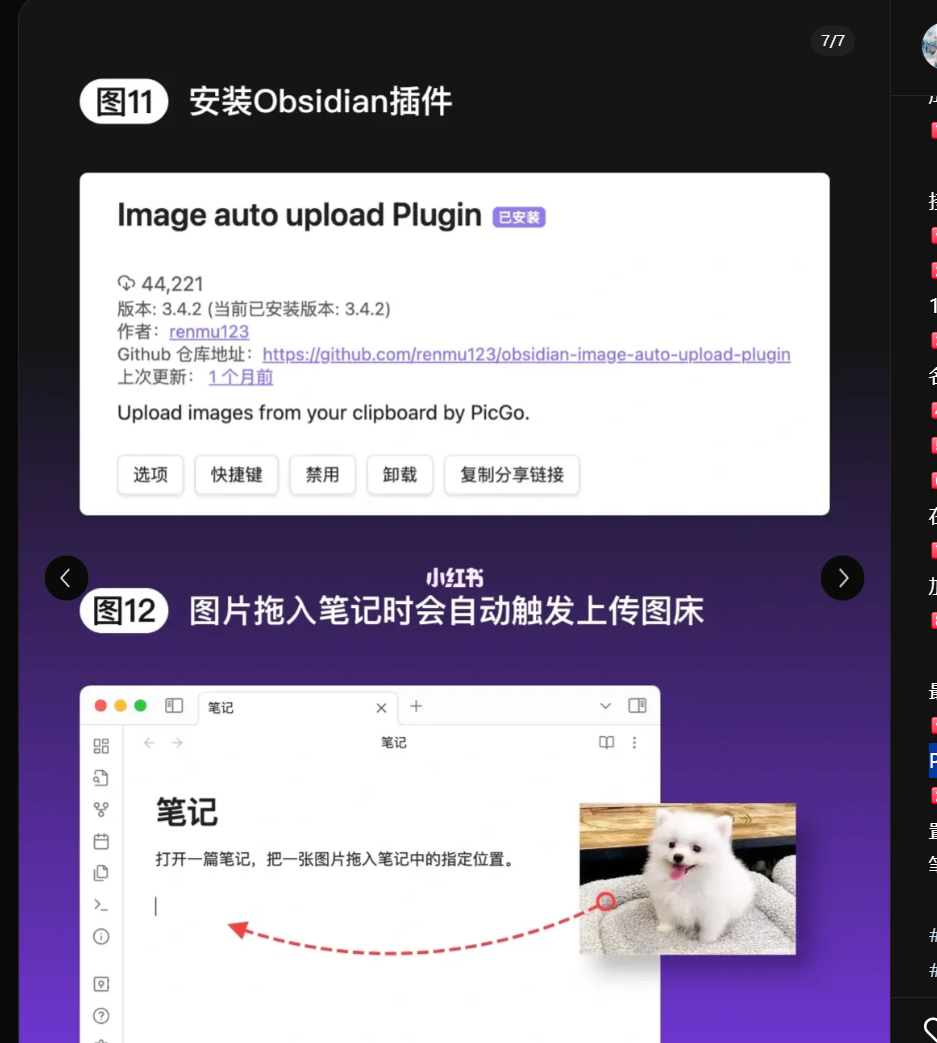 7/7
图11 安装Obsidian插件
Image auto upload Plugin 已安装
44,221
版本: 3.4.2 (当前已安装版本: 3.4.2)
作者： renmu123
Github 仓库地址： https://github.com/renmu123/obsidian-image-auto-upload-plugin
上次更新： 1 个月前
Upload images from your clipboard by PicGo.
选项 快捷键 禁用 卸载 复制分享链接
小红书
图12 图片拖入笔记时会自动触发上传图床
笔记
笔记
笔记
打开一篇笔记，把一张图片拖入笔记中的指定位置。
1
名
在
加
置
#
#